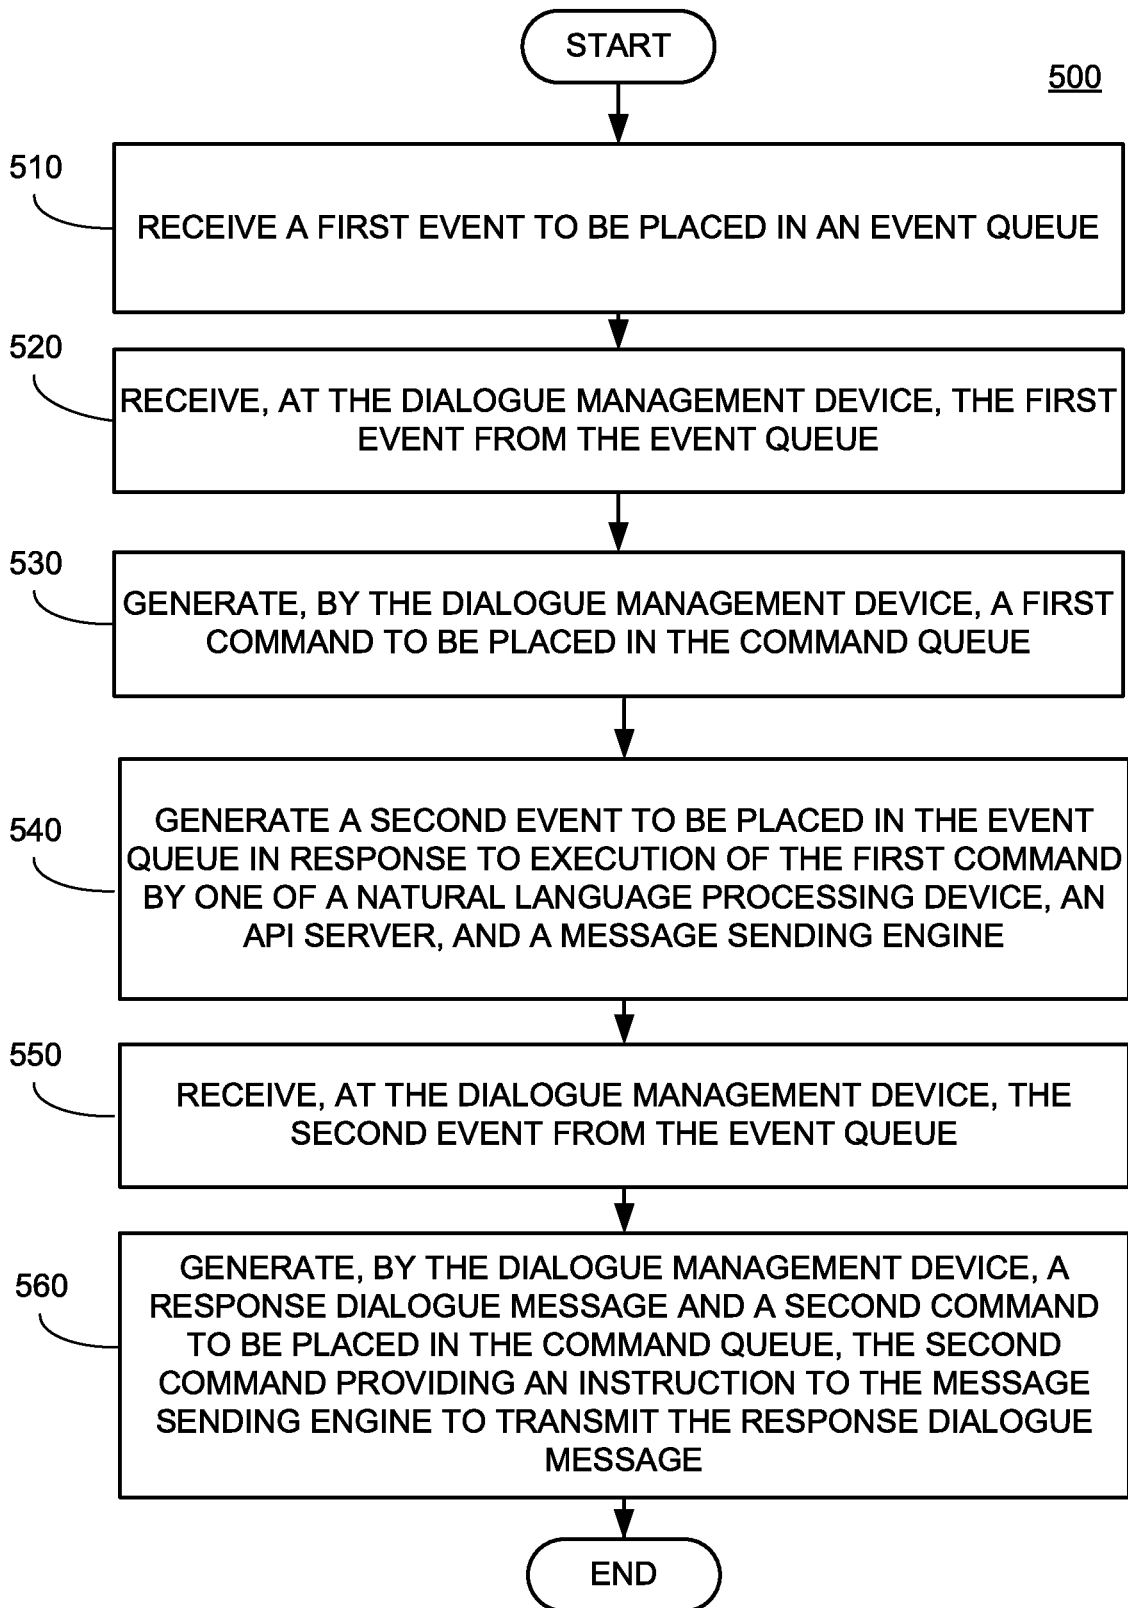 START
500
510
RECEIVE A FIRST EVENT TO BE PLACED IN AN EVENT QUEUE
520
RECEIVE, AT THE DIALOGUE MANAGEMENT DEVICE, THE FIRST
EVENT FROM THE EVENT QUEUE
530
GENERATE, BY THE DIALOGUE MANAGEMENT DEVICE, A FIRST
COMMAND TO BE PLACED IN THE COMMAND QUEUE
540
GENERATE A SECOND EVENT TO BE PLACED IN THE EVENT
QUEUE IN RESPONSE TO EXECUTION OF THE FIRST COMMAND
BY ONE OF A NATURAL LANGUAGE PROCESSING DEVICE, AN
API SERVER, AND A MESSAGE SENDING ENGINE
550
RECEIVE, AT THE DIALOGUE MANAGEMENT DEVICE, THE
SECOND EVENT FROM THE EVENT QUEUE
560
GENERATE, BY THE DIALOGUE MANAGEMENT DEVICE, A
RESPONSE DIALOGUE MESSAGE AND A SECOND COMMAND
TO BE PLACED IN THE COMMAND QUEUE, THE SECOND
COMMAND PROVIDING AN INSTRUCTION TO THE MESSAGE
SENDING ENGINE TO TRANSMIT THE RESPONSE DIALOGUE
MESSAGE
END